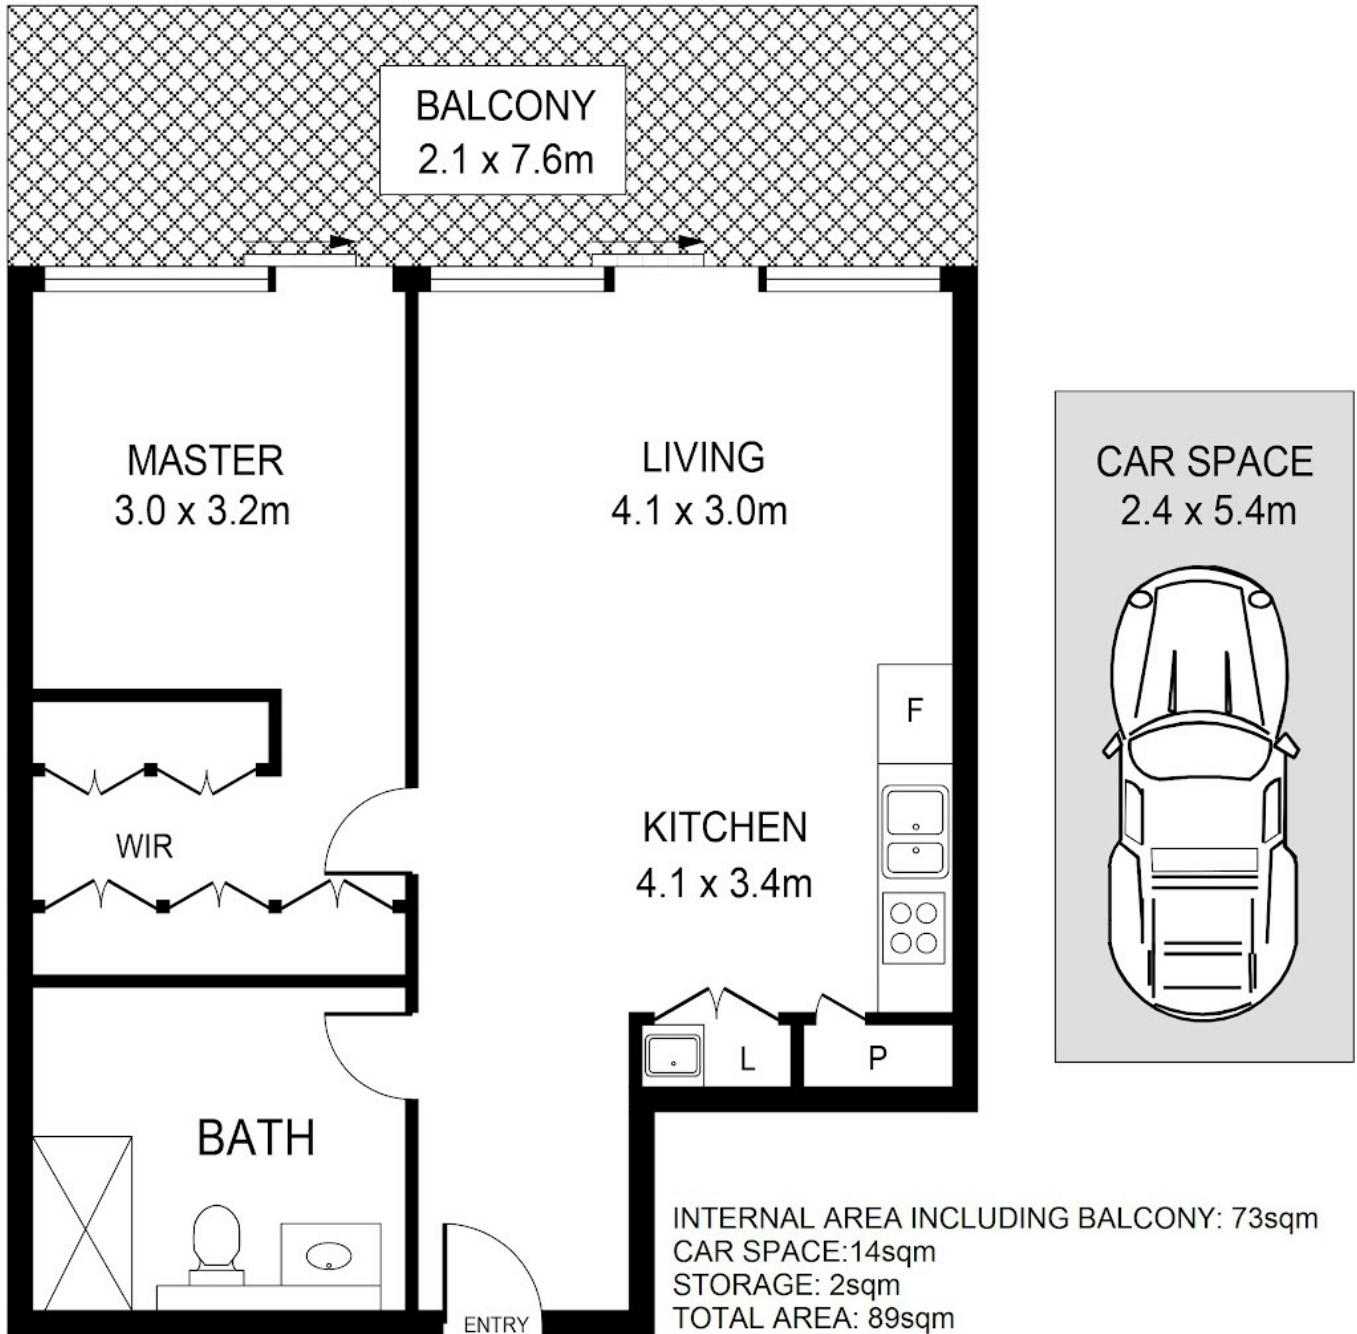 BALCONY
2.1 x 7.6m
MASTER
3.0 x 3.2m
LIVING
4.1 x 3.0m
CAR SPACE
2.4 x 5.4m
F
WIR
KITCHEN
4.1 x 3.4m
L
P
BATH
ENTRY
INTERNAL AREA INCLUDING BALCONY: 73sqm
CAR SPACE:14sqm
STORAGE: 2sqm
TOTAL AREA: 89sqm